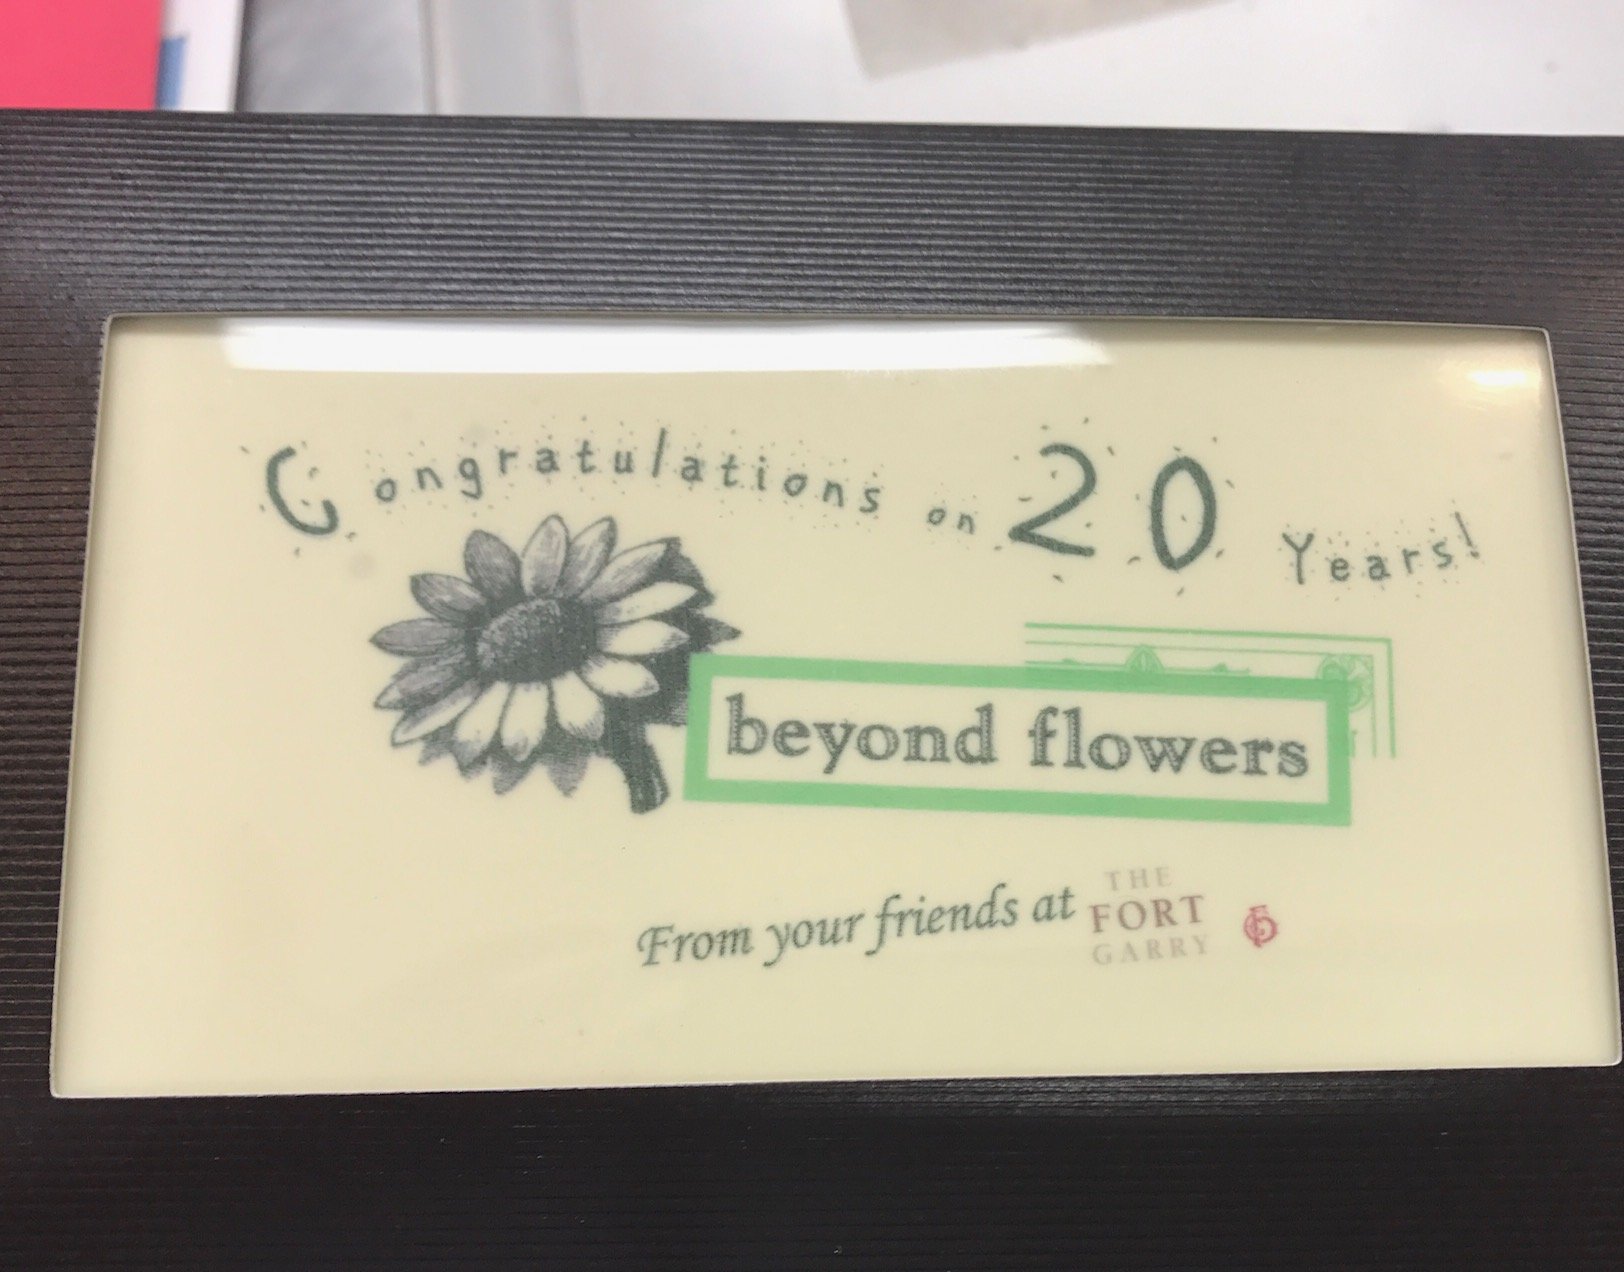 Congratulations on 20 Years!
beyond flowers
From your friends at
THE
FORT
GARRY